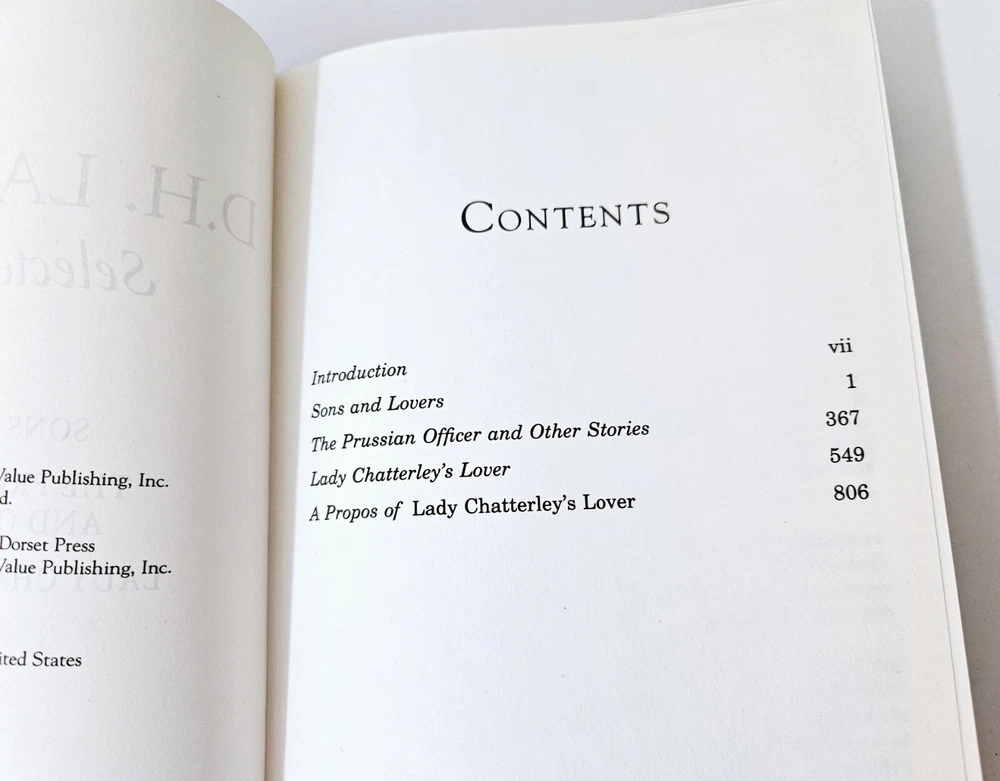 Value Publishing, Inc.
d.
Dorset Press
Value Publishing, Inc.
ited States
CONTENTS
Introduction vii
Sons and Lovers 1
The Prussian Officer and Other Stories 367
Lady Chatterley's Lover 549
A Propos of Lady Chatterley's Lover 806